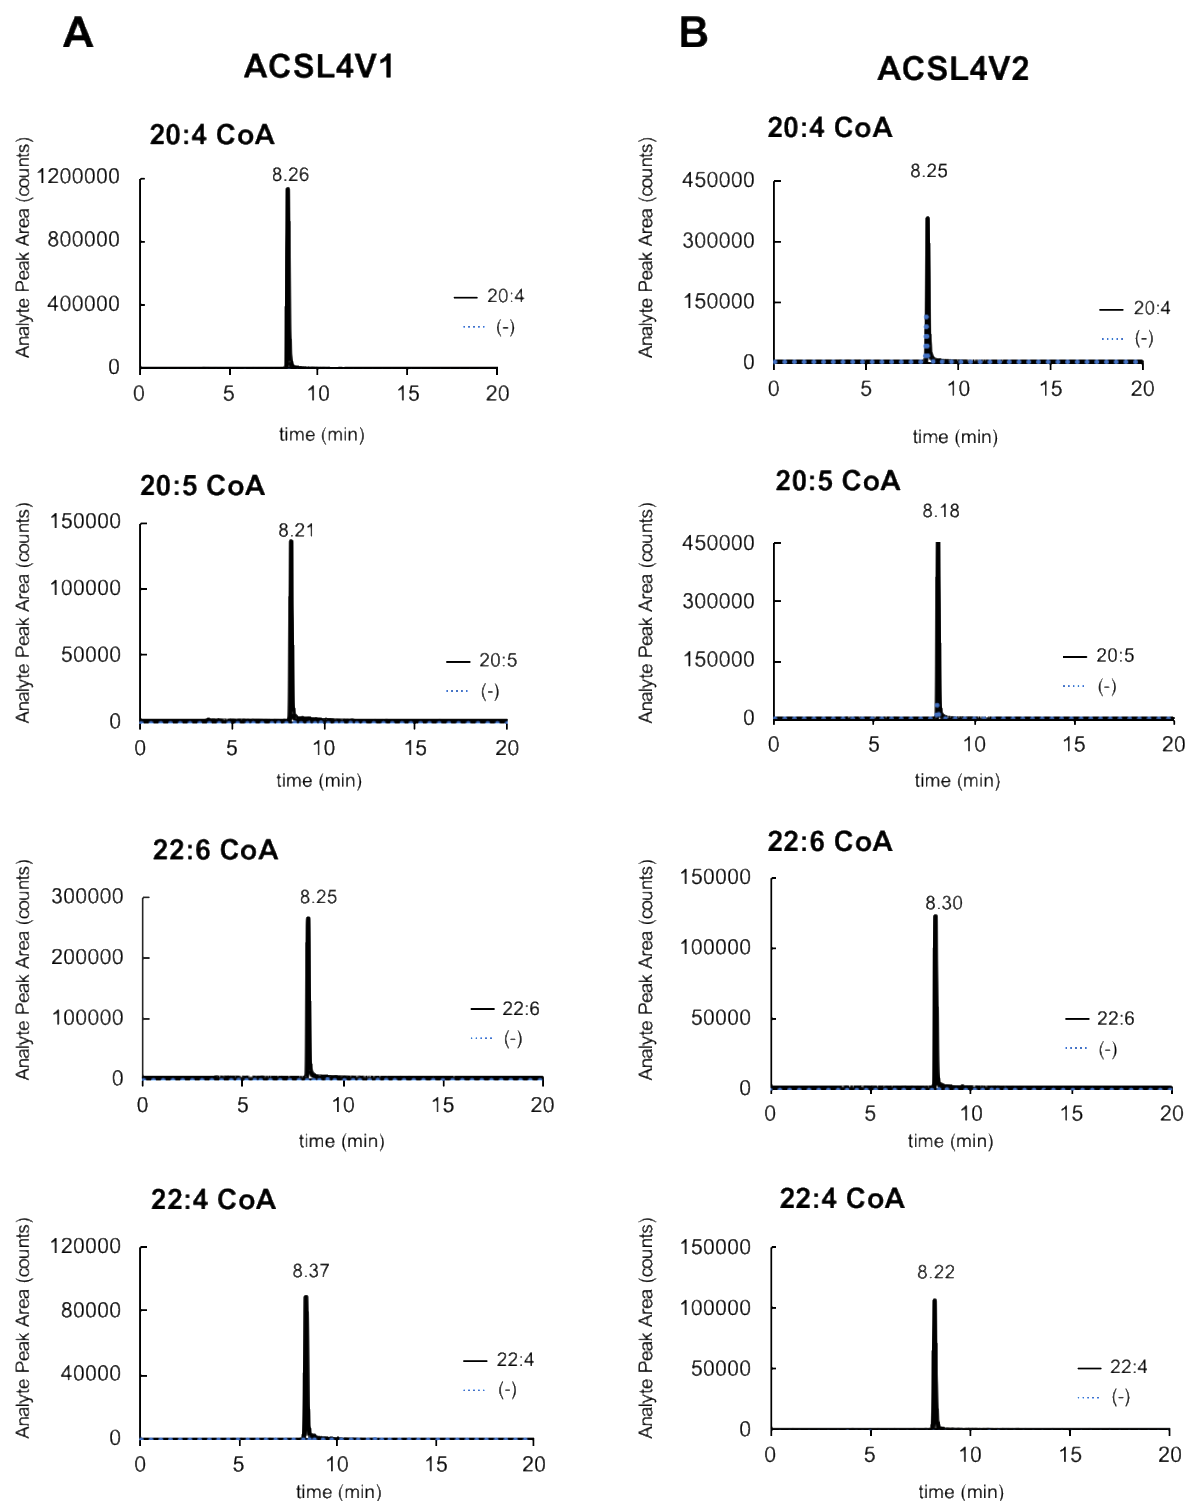 A
ACSL4V1
20:4 CoA
Analyte Peak Area (counts)
1200000
800000
400000
0
8.26
20:4
(-)
0 5 10 15 20
time (min)
20:5 CoA
Analyte Peak Area (counts)
150000
100000
50000
0
8.21
20:5
(-)
0 5 10 15 20
time (min)
22:6 CoA
Analyte Peak Area (counts)
300000
200000
100000
0
8.25
22:6
(-)
0 5 10 15 20
time (min)
22:4 CoA
Analyte Peak Area (counts)
120000
80000
40000
0
8.37
22:4
(-)
0 5 10 15 20
time (min)
B
ACSL4V2
20:4 CoA
Analyte Peak Area (counts)
450000
300000
150000
0
8.25
20:4
(-)
0 5 10 15 20
time (min)
20:5 CoA
Analyte Peak Area (counts)
450000
300000
150000
0
8.18
20:5
(-)
0 5 10 15 20
time (min)
22:6 CoA
Analyte Peak Area (counts)
150000
100000
50000
0
8.30
22:6
(-)
0 5 10 15 20
time (min)
22:4 CoA
Analyte Peak Area (counts)
150000
100000
50000
0
8.22
22:4
(-)
0 5 10 15 20
time (min)